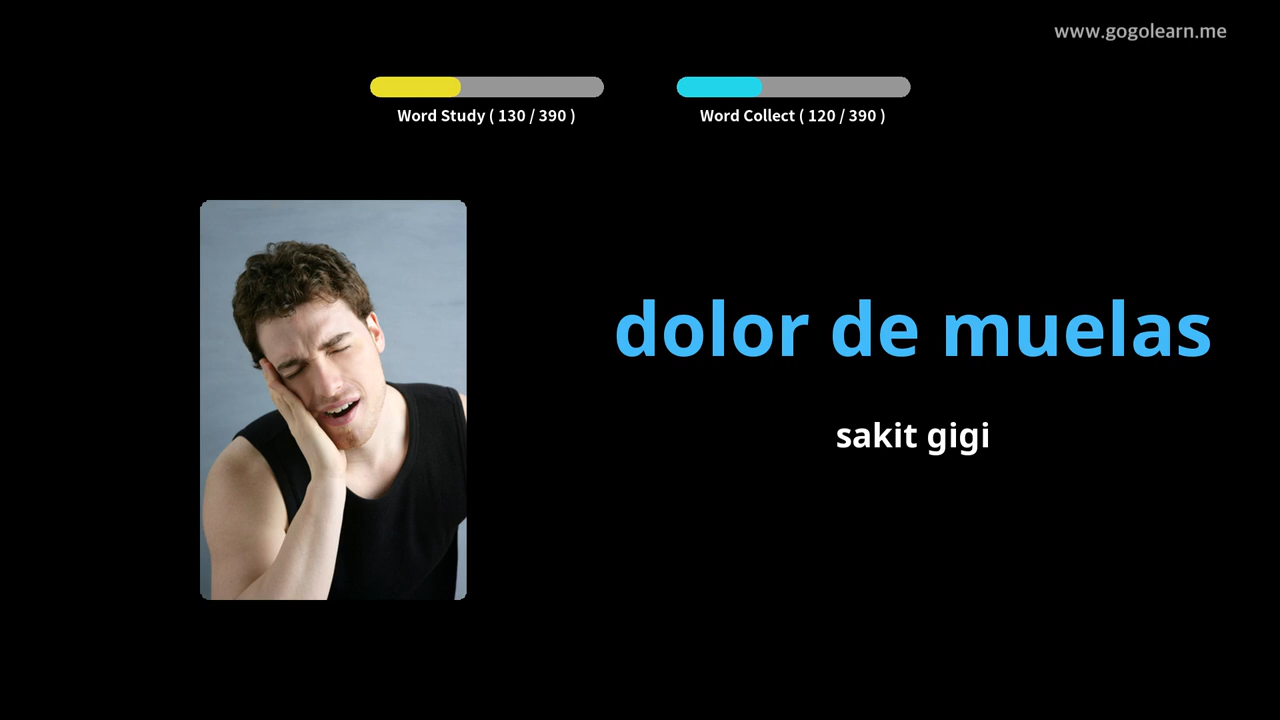 www.gogolearn.me
Word Study ( 130 / 390 )
Word Collect ( 120 / 390 )
dolor de muelas
sakit gigi